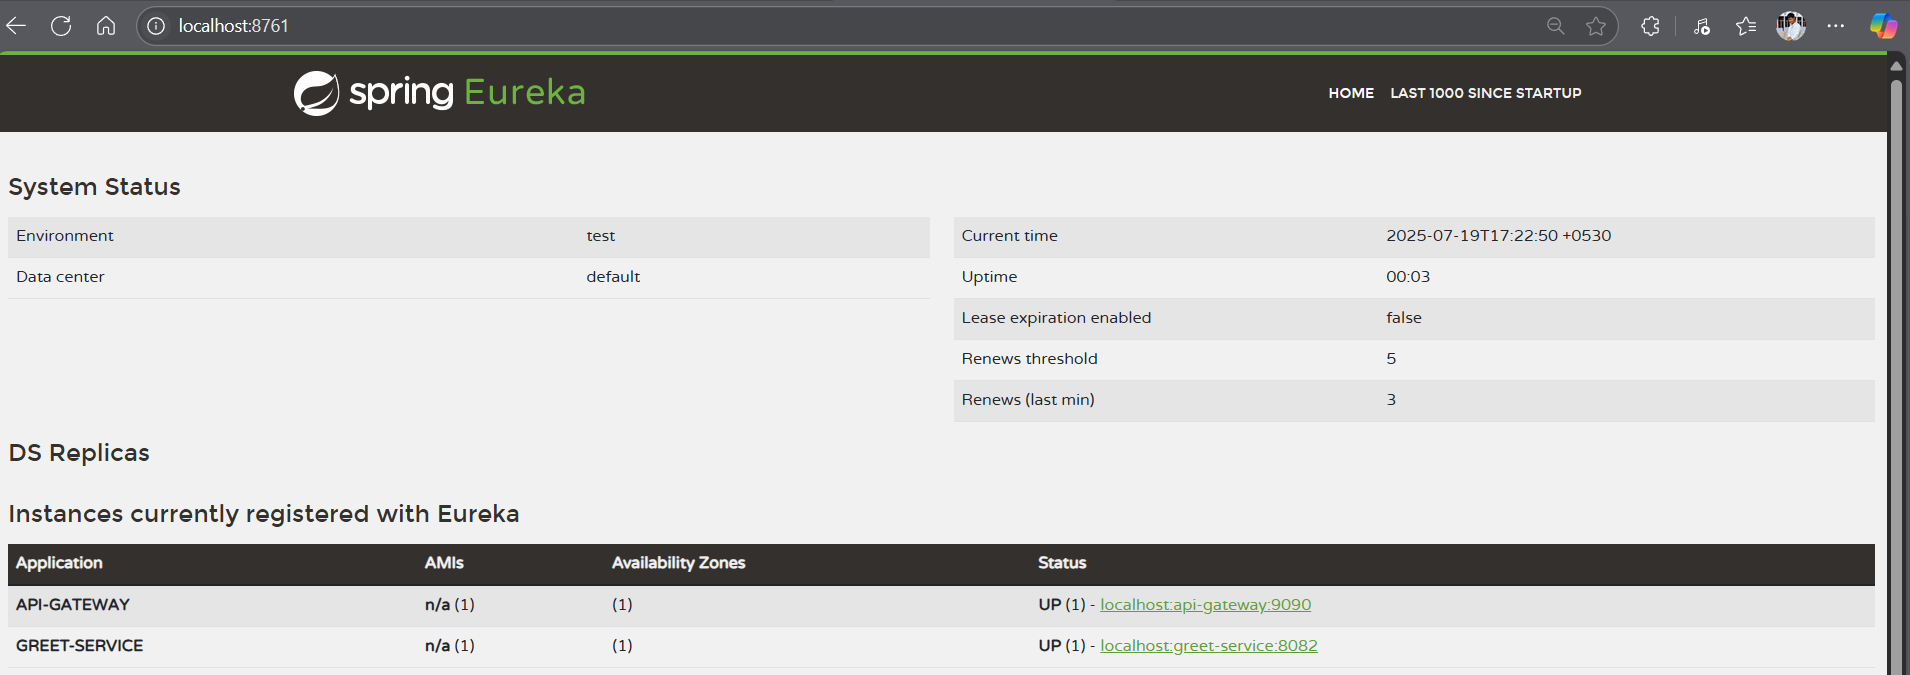 localhost:8761
spring Eureka
HOME LAST 1000 SINCE STARTUP
System Status
Environment test
Data center default
Current time 2025-07-19T17:22:50 +0530
Uptime 00:03
Lease expiration enabled false
Renews threshold 5
Renews (last min) 3
DS Replicas
Instances currently registered with Eureka
Application AMIs Availability Zones Status
API-GATEWAY n/a (1) (1) UP (1) - localhost:api-gateway:9090
GREET-SERVICE n/a (1) (1) UP (1) - localhost:greet-service:8082